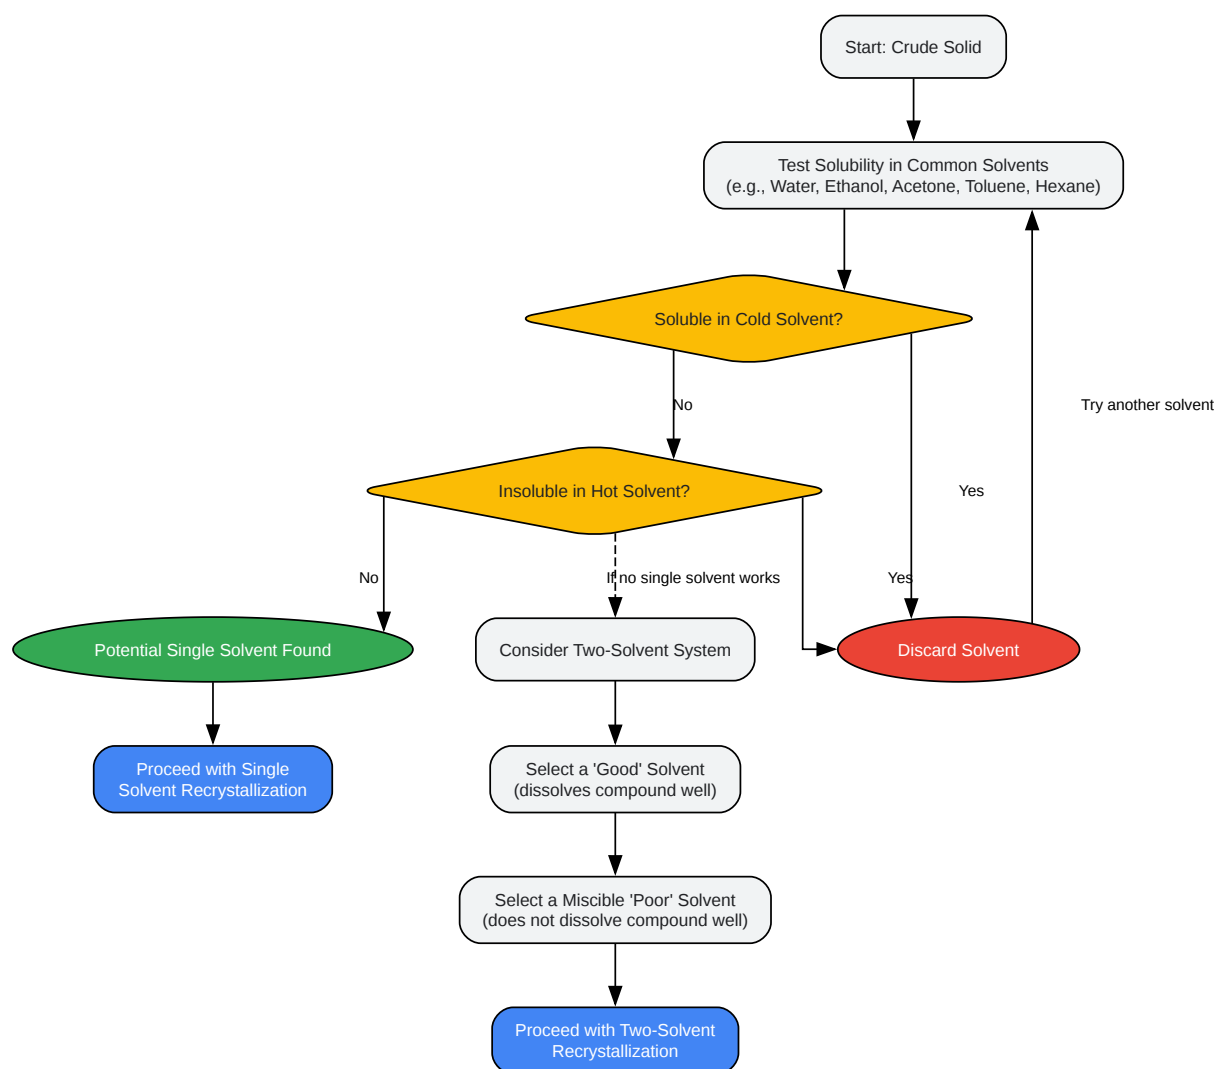 Start: Crude Solid
Test Solubility in Common Solvents
(e.g., Water, Ethanol, Acetone, Toluene, Hexane)
Soluble in Cold Solvent?
No
Try another solvent
Insoluble in Hot Solvent?
Yes
No
If no single solvent works
Yes
Potential Single Solvent Found
Consider Two-Solvent System
Discard Solvent
Proceed with Single
Solvent Recrystallization
Select a 'Good' Solvent
(dissolves compound well)
Select a Miscible 'Poor' Solvent
(does not dissolve compound well)
Proceed with Two-Solvent
Recrystallization